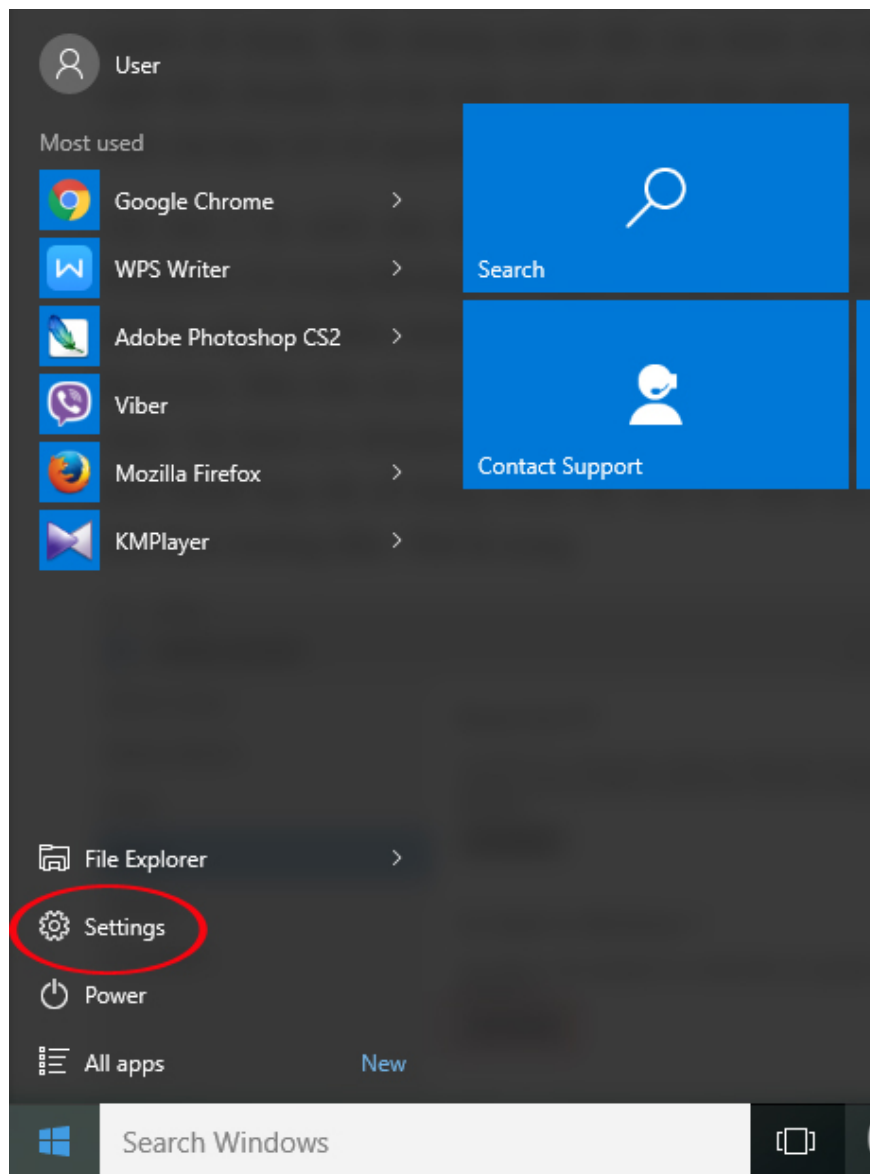 User
Most used
Google Chrome
WPS Writer
Adobe Photoshop CS2
Viber
Mozilla Firefox
KMPlayer
Search
Contact Support
File Explorer
Settings
Power
All apps New
Search Windows